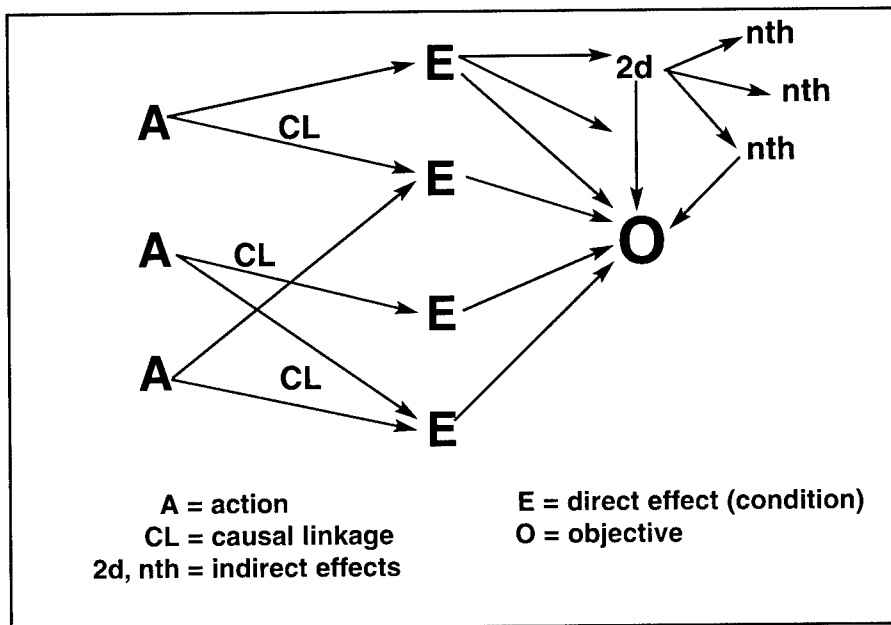 nth
E
2d
nth
A
CL
nth
E
O
A
CL
E
A
CL
E
A = action
CL = causal linkage
2d, nth = indirect effects
E = direct effect (condition)
O = objective